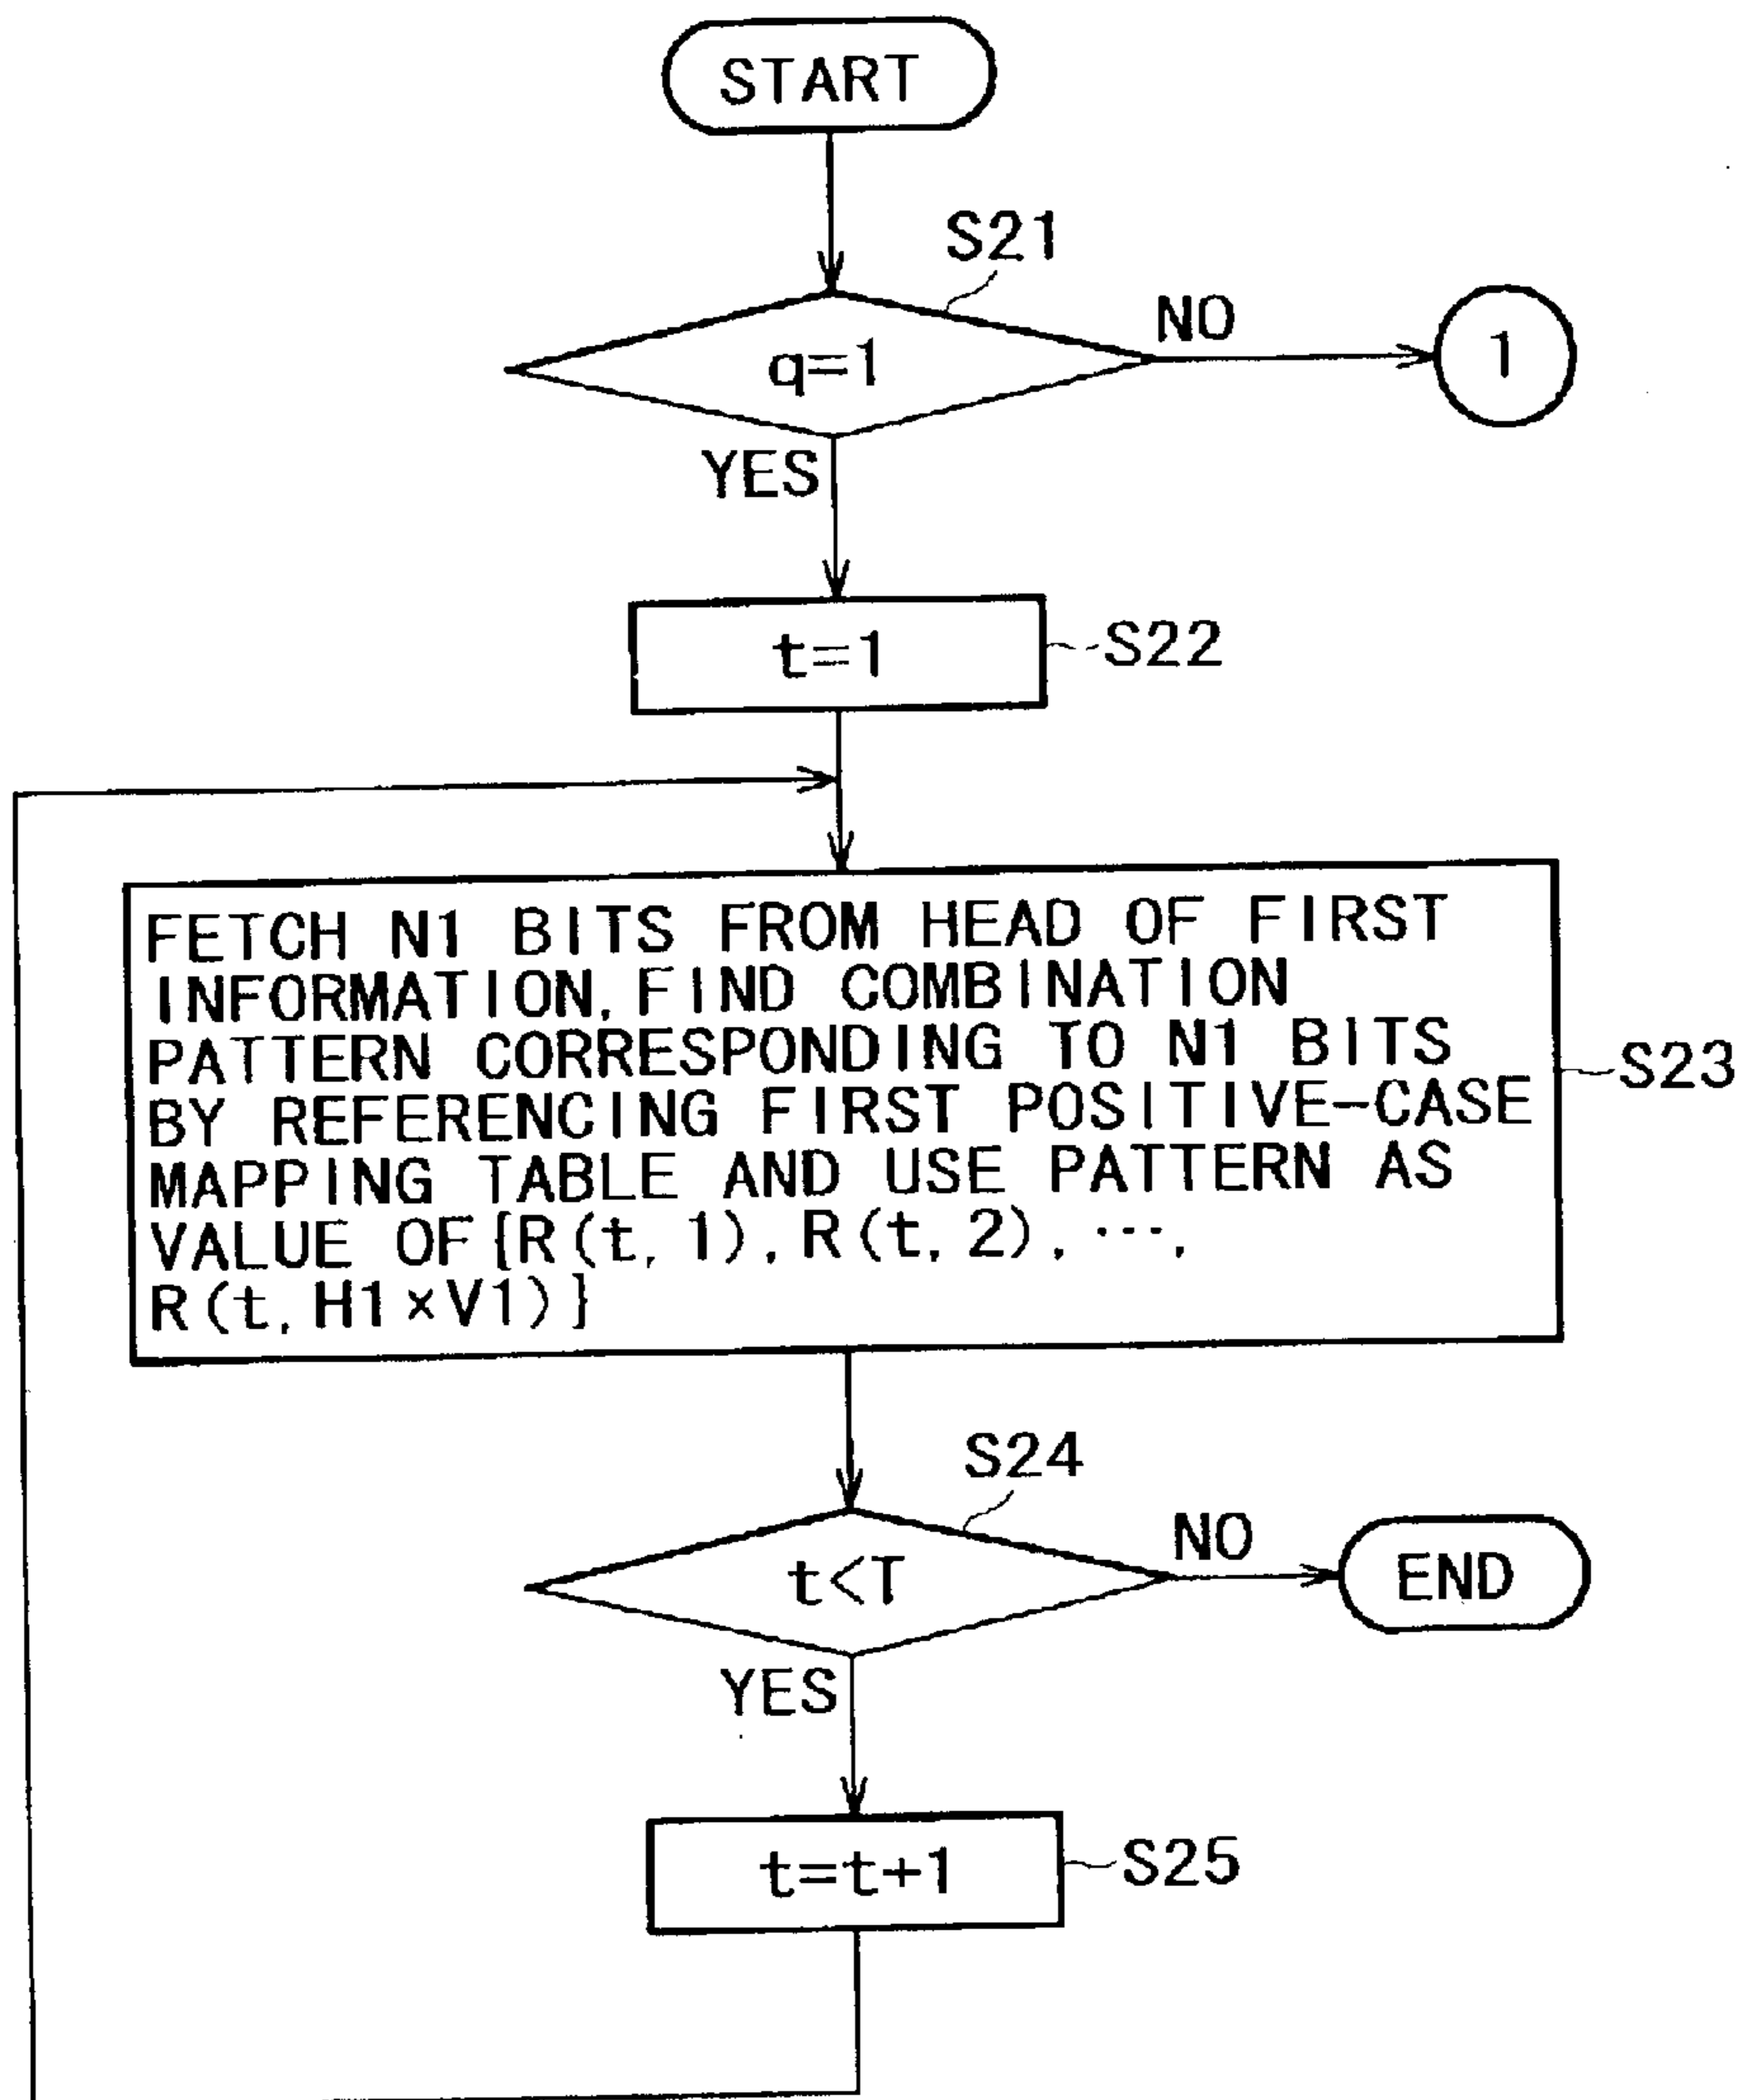 START
S21
q=1
NO
1
YES
t=1
S22
FETCH N1 BITS FROM HEAD OF FIRST
INFORMATION, FIND COMBINATION
PATTERN CORRESPONDING TO N1 BITS
BY REFERENCING FIRST POSITIVE-CASE
MAPPING TABLE AND USE PATTERN AS
VALUE OF {R(t, 1), R(t, 2), ...,
R(t, H1×V1)}
S23
S24
t<T
NO
END
YES
t=t+1
S25